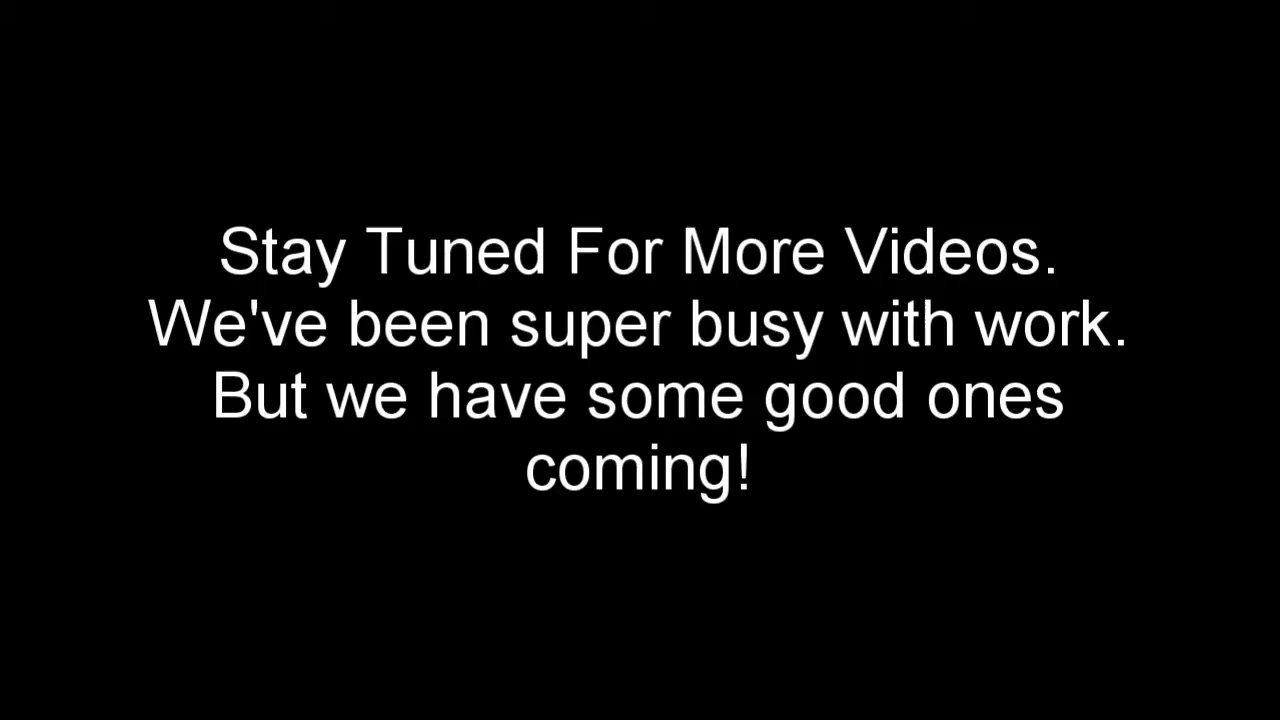 Stay Tuned For More Videos.
We've been super busy with work.
But we have some good ones
coming!